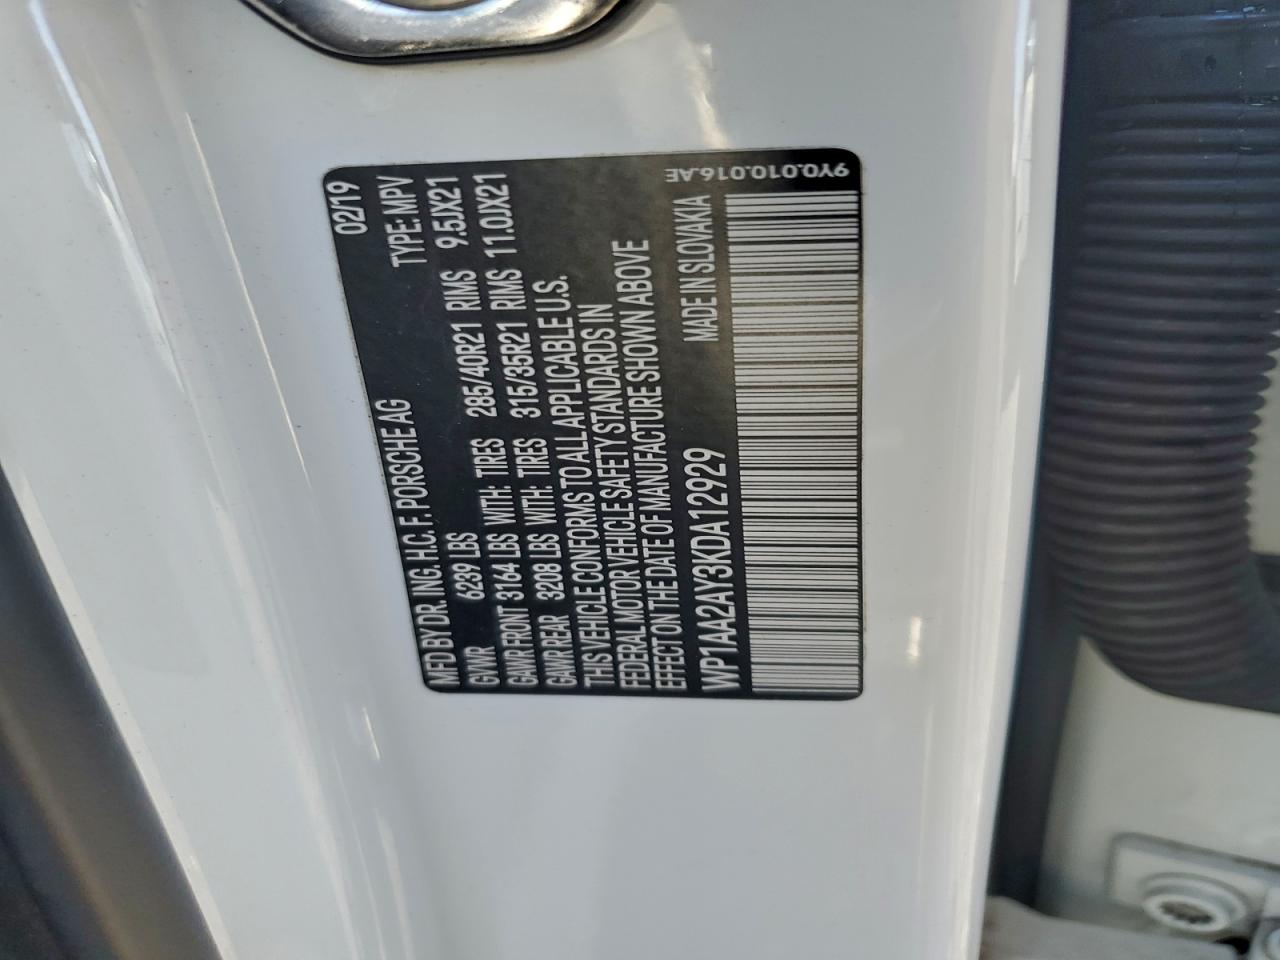 MFD BY DR. ING. H.C. F. PORSCHE AG 02/19
GVWR 6239 LBS TYPE: MPV
GAWR FRONT 3164 LBS WITH: TIRES 285/40R21 RIMS 9.5JX21
GAWR REAR 3208 LBS WITH: TIRES 315/35R21 RIMS 11.0JX21
THIS VEHICLE CONFORMS TO ALL APPLICABLE U.S.
FEDERAL MOTOR VEHICLE SAFETY STANDARDS IN
EFFECT ON THE DATE OF MANUFACTURE SHOWN ABOVE
WP1AA2AY3KDA12929 MADE IN SLOVAKIA
9Y0.010.016.AE